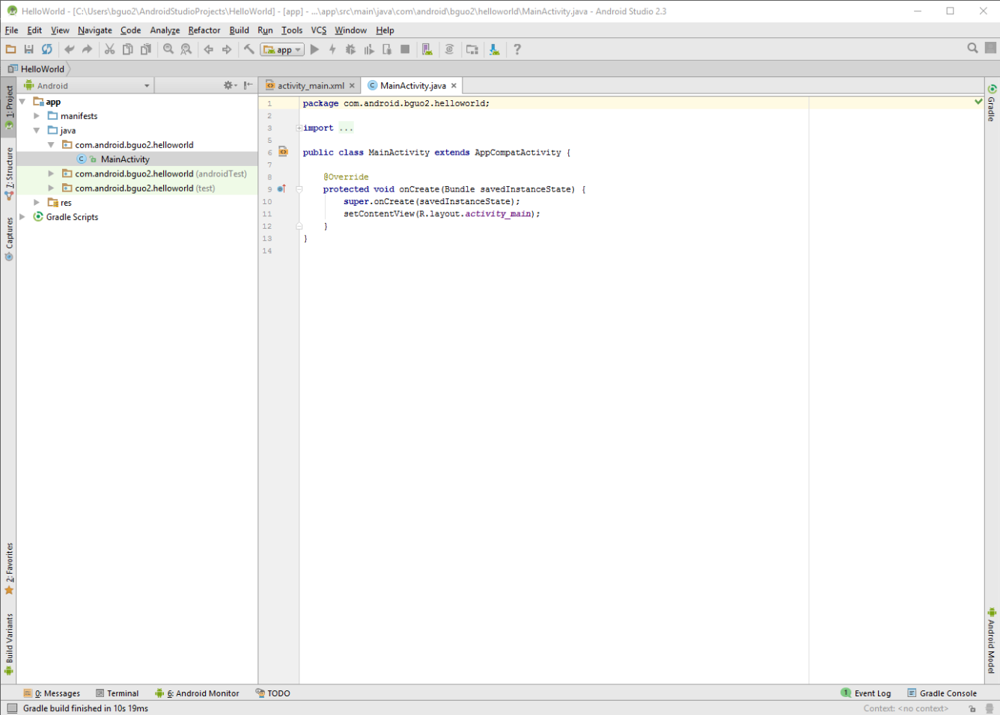 HelloWorld - [C:\Users\bguo2\AndroidStudioProjects\HelloWorld] - [app] - ...\app\src\main\java\com\android\bguo2\helloworld\MainActivity.java - Android Studio 2.3
File Edit View Navigate Code Analyze Refactor Build Run Tools VCS Window Help
app
HelloWorld
Android
activity_main.xml
MainActivity.java
1: Project
7: Structure
Captures
2: Favorites
Build Variants
app
manifests
java
com.android.bguo2.helloworld
MainActivity
com.android.bguo2.helloworld (androidTest)
com.android.bguo2.helloworld (test)
res
Gradle Scripts
1 package com.android.bguo2.helloworld;
2
3 import ...
5
6 public class MainActivity extends AppCompatActivity {
7
8 @Override
9 protected void onCreate(Bundle savedInstanceState) {
10 super.onCreate(savedInstanceState);
11 setContentView(R.layout.activity_main);
12 }
13 }
14
Gradle
Android Model
0: Messages Terminal 6: Android Monitor TODO 1 Event Log Gradle Console
Gradle build finished in 10s 19ms Context: <no context>